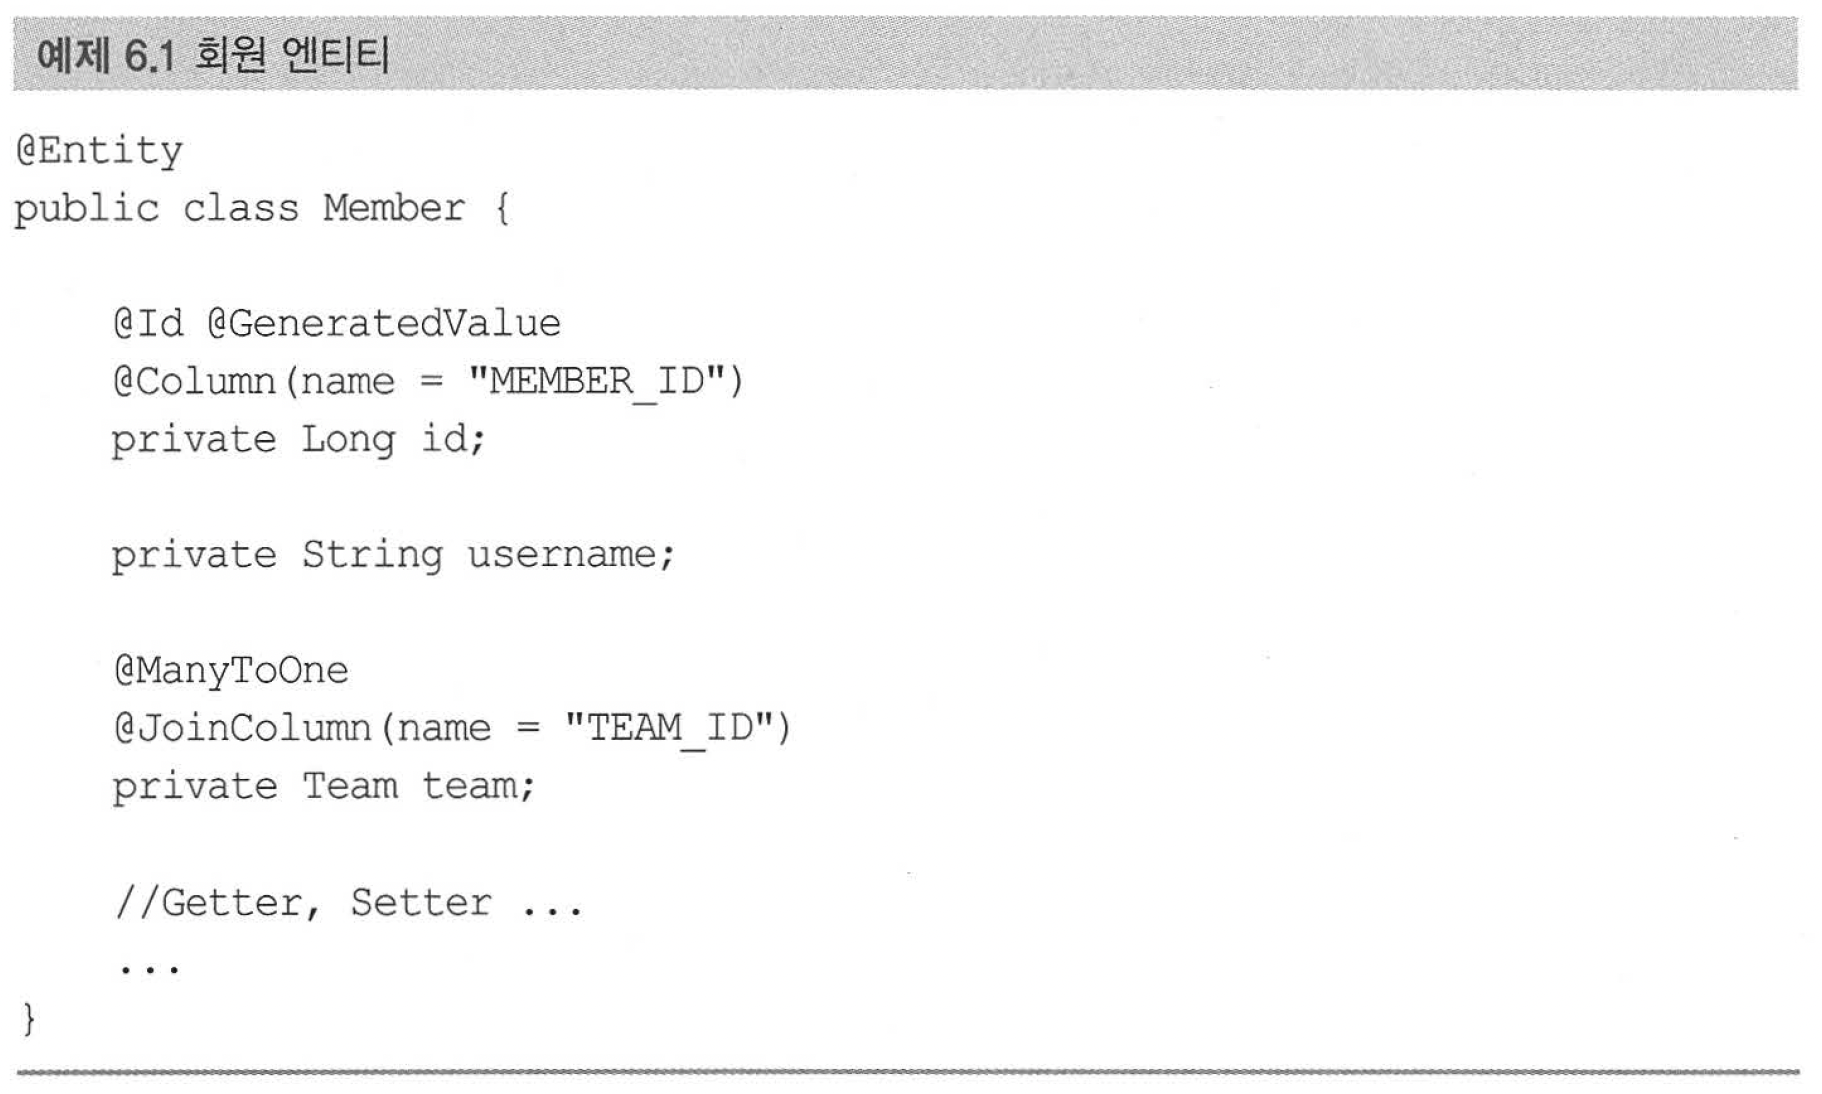 예제 6.1 회원 엔티티
@Entity
public class Member {
@Id @GeneratedValue
@Column(name = "MEMBER_ID")
private Long id;
private String username;
@ManyToOne
@JoinColumn(name = "TEAM_ID")
private Team team;
//Getter, Setter ...
...
}